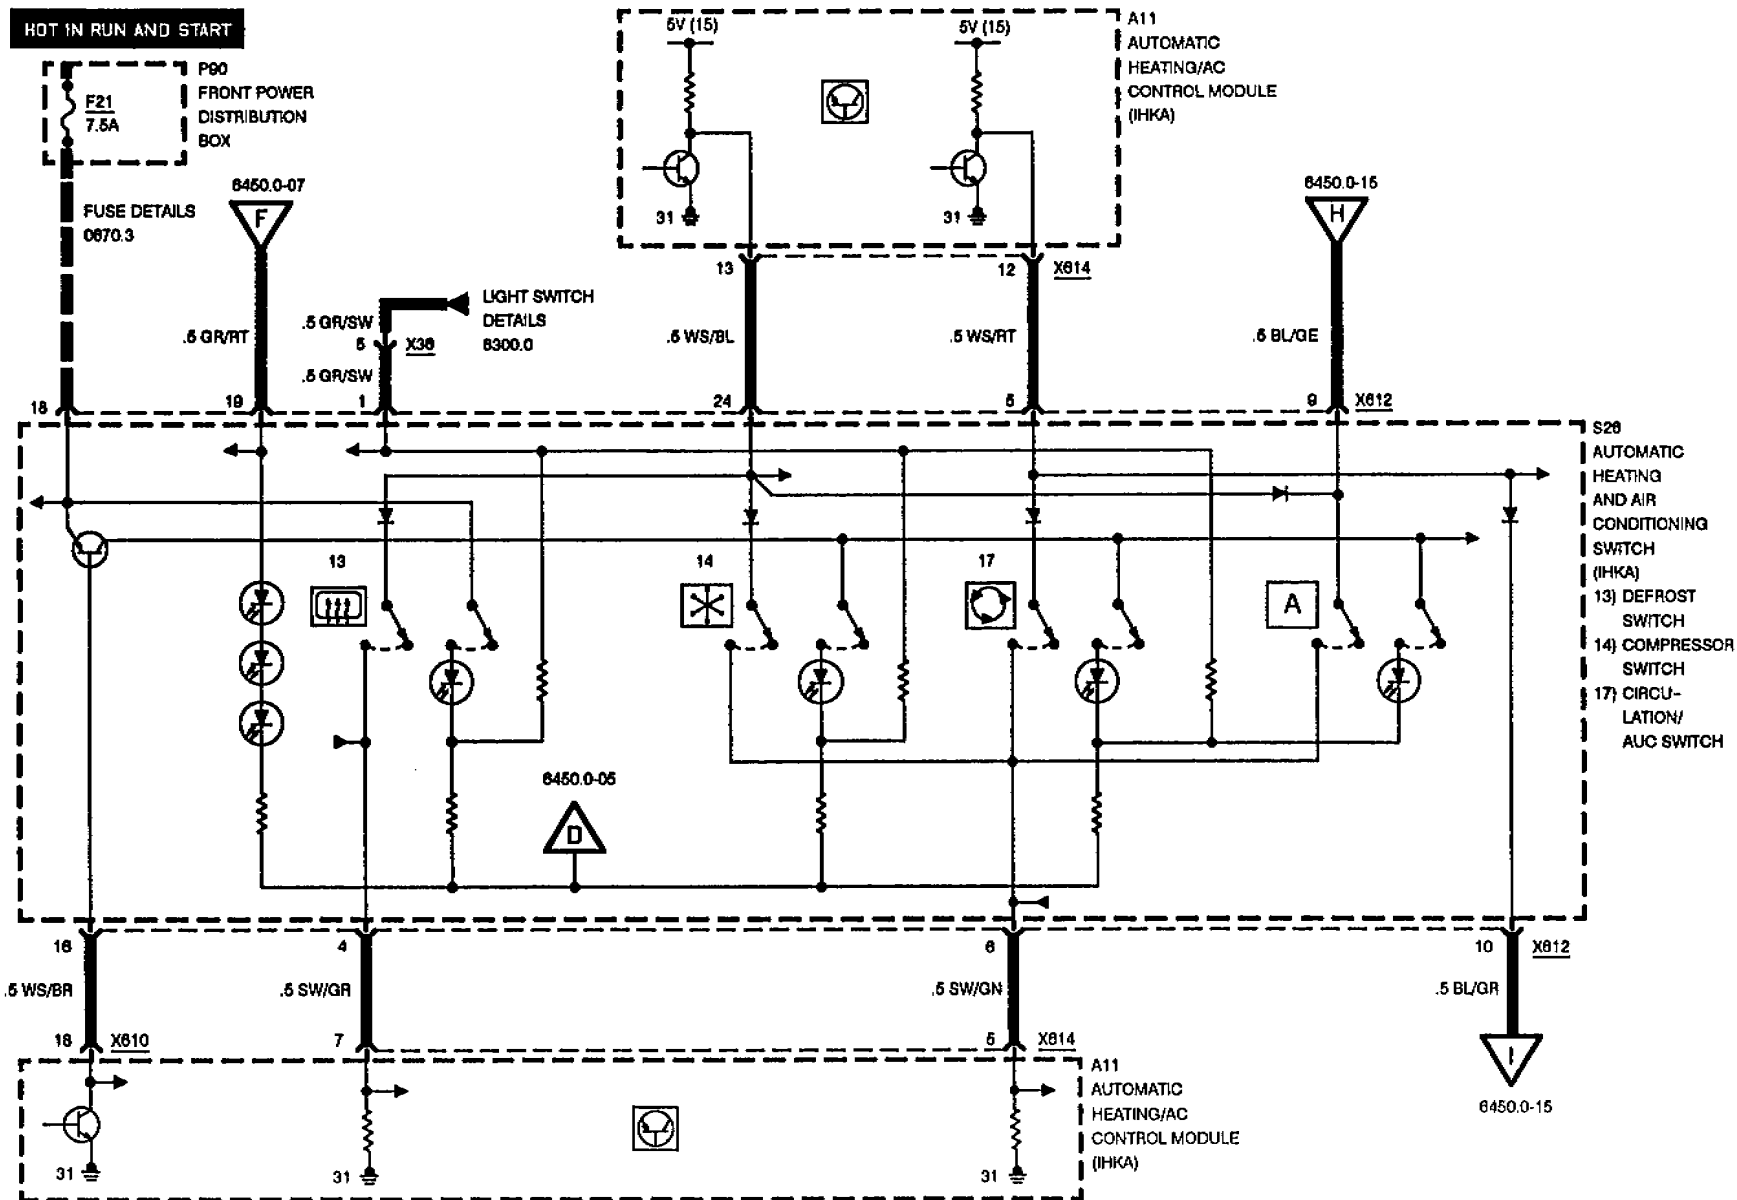 HOT IN RUN AND START
P90
FRONT POWER
DISTRIBUTION
BOX
F21
7.5A
FUSE DETAILS
0670.3
6450.0-07
F
.5 GR/RT
LIGHT SWITCH
DETAILS
6300.0
.5 GR/SW
5 X36
.5 GR/SW
5V (15)
5V (15)
31
31
A11
AUTOMATIC
HEATING/AC
CONTROL MODULE
(IHKA)
13
12
X614
.5 WS/BL
.5 WS/RT
6450.0-15
H
.5 BL/GE
18
19
1
24
5
9
X612
S26
AUTOMATIC
HEATING
AND AIR
CONDITIONING
SWITCH
(IHKA)
13) DEFROST
SWITCH
14) COMPRESSOR
SWITCH
17) CIRCU-
LATION/
AUC SWITCH
13
14
17
A
6450.0-05
D
16
4
6
10
X612
.5 WS/BR
.5 SW/GR
.5 SW/GN
.5 BL/GR
18
X610
7
5
X614
I
6450.0-15
31
31
31
A11
AUTOMATIC
HEATING/AC
CONTROL MODULE
(IHKA)